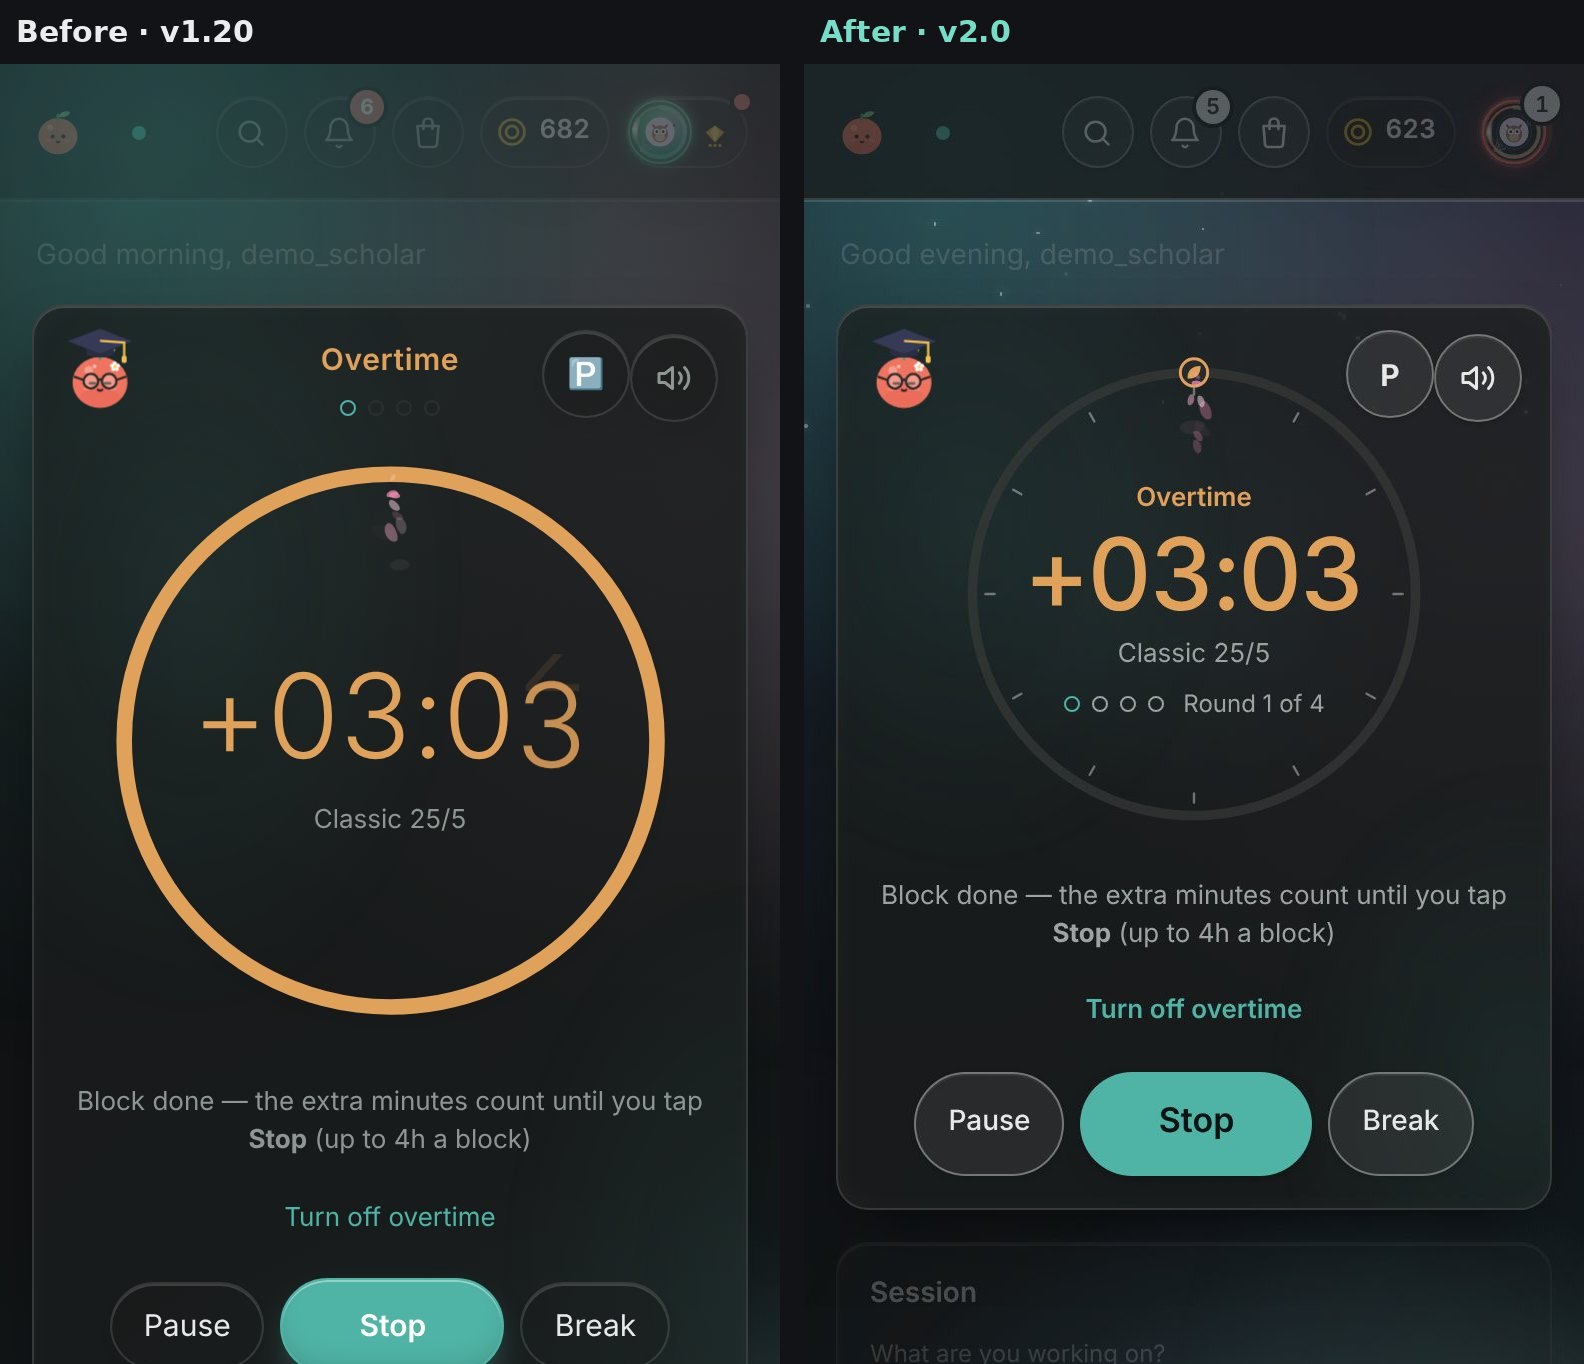 Before · v1.20
6
682
Good morning, demo_scholar
Overtime
P
+03:03
Classic 25/5
Block done — the extra minutes count until you tap
Stop (up to 4h a block)
Turn off overtime
Pause
Stop
Break
After · v2.0
5
623
1
Good evening, demo_scholar
P
Overtime
+03:03
Classic 25/5
Round 1 of 4
Block done — the extra minutes count until you tap
Stop (up to 4h a block)
Turn off overtime
Pause
Stop
Break
Session
What are you working on?